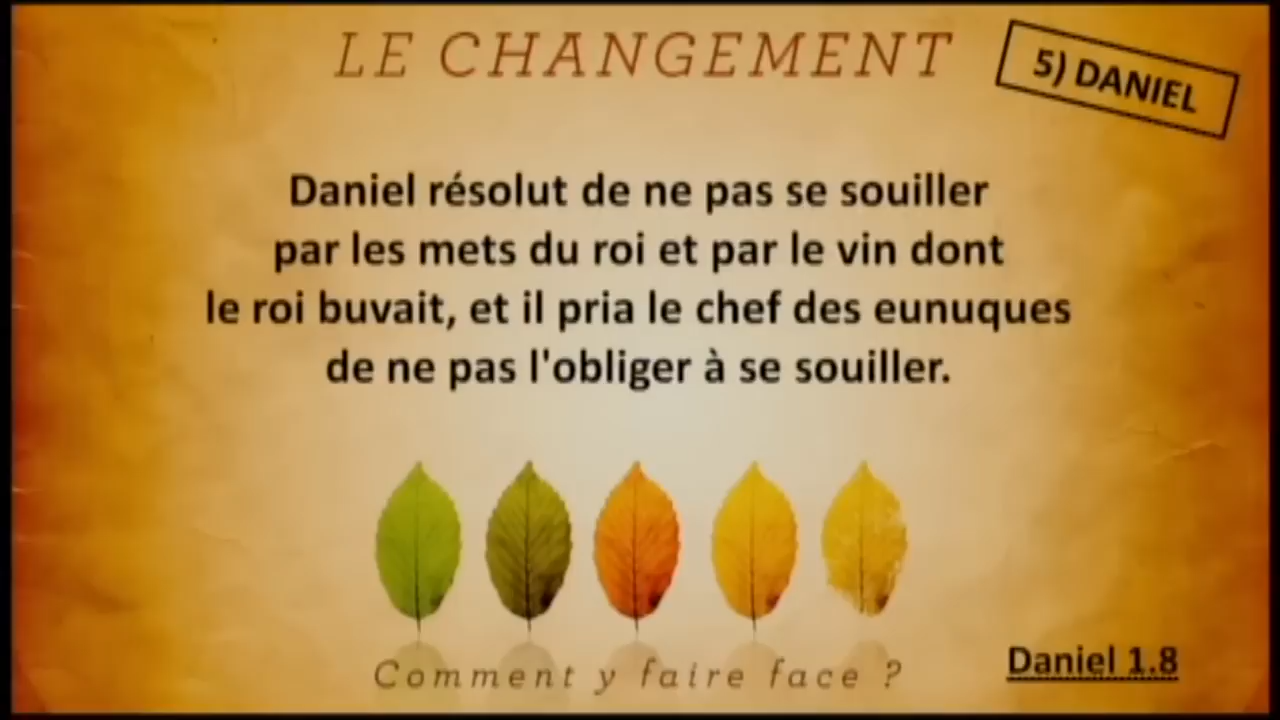 LE CHANGEMENT
5) DANIEL
Daniel résolut de ne pas se souiller
par les mets du roi et par le vin dont
le roi buvait, et il pria le chef des eunuques
de ne pas l'obliger à se souiller.
Comment y faire face ?
Daniel 1.8